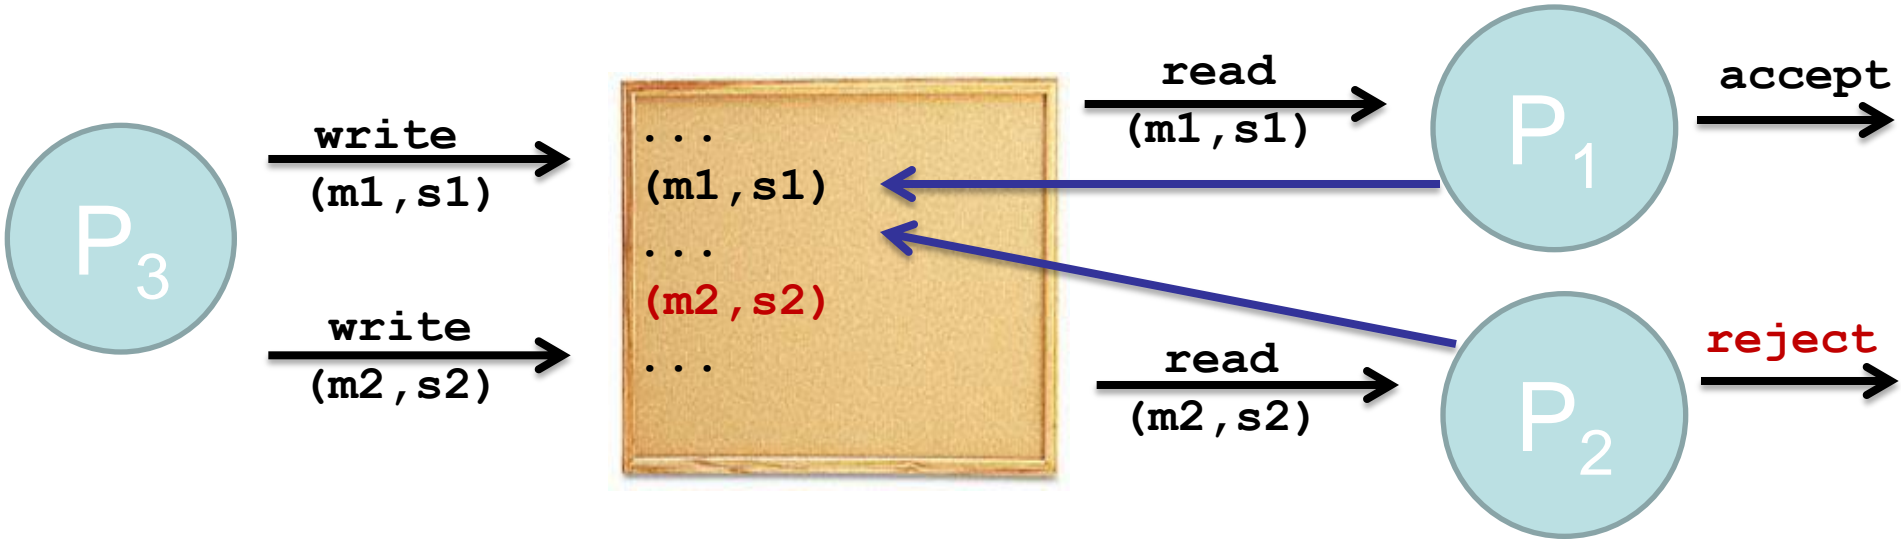 P3
write
(m1,s1)
write
(m2,s2)
...
(m1,s1)
...
(m2,s2)
...
read
(m1,s1)
read
(m2,s2)
P1
accept
P2
reject